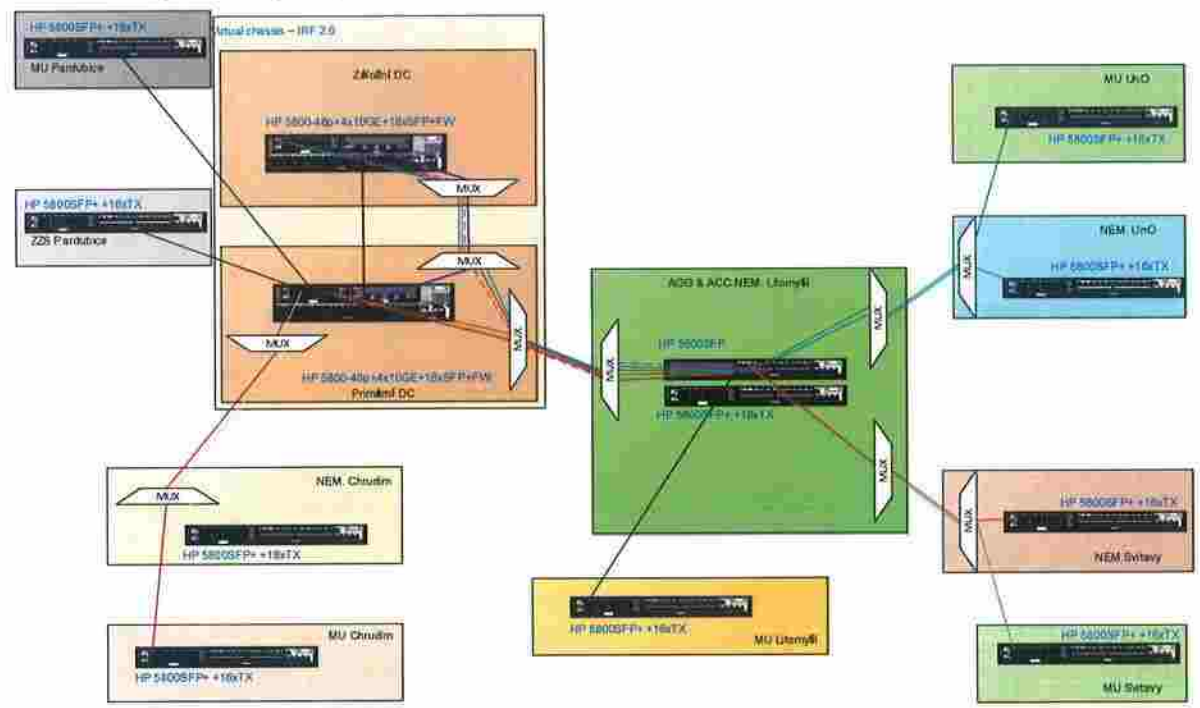 HP 5800SFP+ +16xTX
MU Pardubice
Virtual chassis – IRF 2.0
Záložní DC
HP 5800-48p+4x10GE+16xSFP+FW
MUX
HP 5800SFP+ +16xTX
ZZS Pardubice
MUX
MUX
MUX
HP 5800-48p+4x10GE+16xSFP+FW
Primární DC
NEM. Chrudim
MUX
HP 5800SFP+ +16xTX
MU Chrudim
HP 5800SFP+ +16xTX
AGG & ACC NEM. Litomyšl
MUX
MUX
HP 5800SFP
HP 5800SFP+ +16xTX
MUX
HP 5800SFP+ +16xTX
MU Litomyšl
MU UnO
HP 5800SFP+ +16xTX
NEM. UnO
MUX
HP 5800SFP+ +16xTX
MUX
HP 5800SFP+ +16xTX
NEM Svitavy
HP 5800SFP+ +16xTX
MU Svitavy